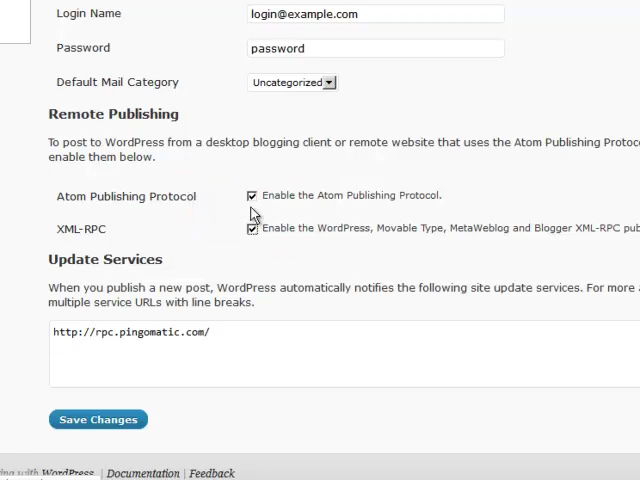 Login Name login@example.com
Password password
Default Mail Category Uncategorized
Remote Publishing
To post to WordPress from a desktop blogging client or remote website that uses the Atom Publishing
enable them below.
Atom Publishing Protocol Enable the Atom Publishing Protocol.
XML-RPC Enable the WordPress, Movable Type, MetaWeblog and Blogger XML-RPC
Update Services
When you publish a new post, WordPress automatically notifies the following site update services. For more
multiple service URLs with line breaks.
http://rpc.pingomatic.com/
Save Changes
with WordPress. | Documentation | Feedback